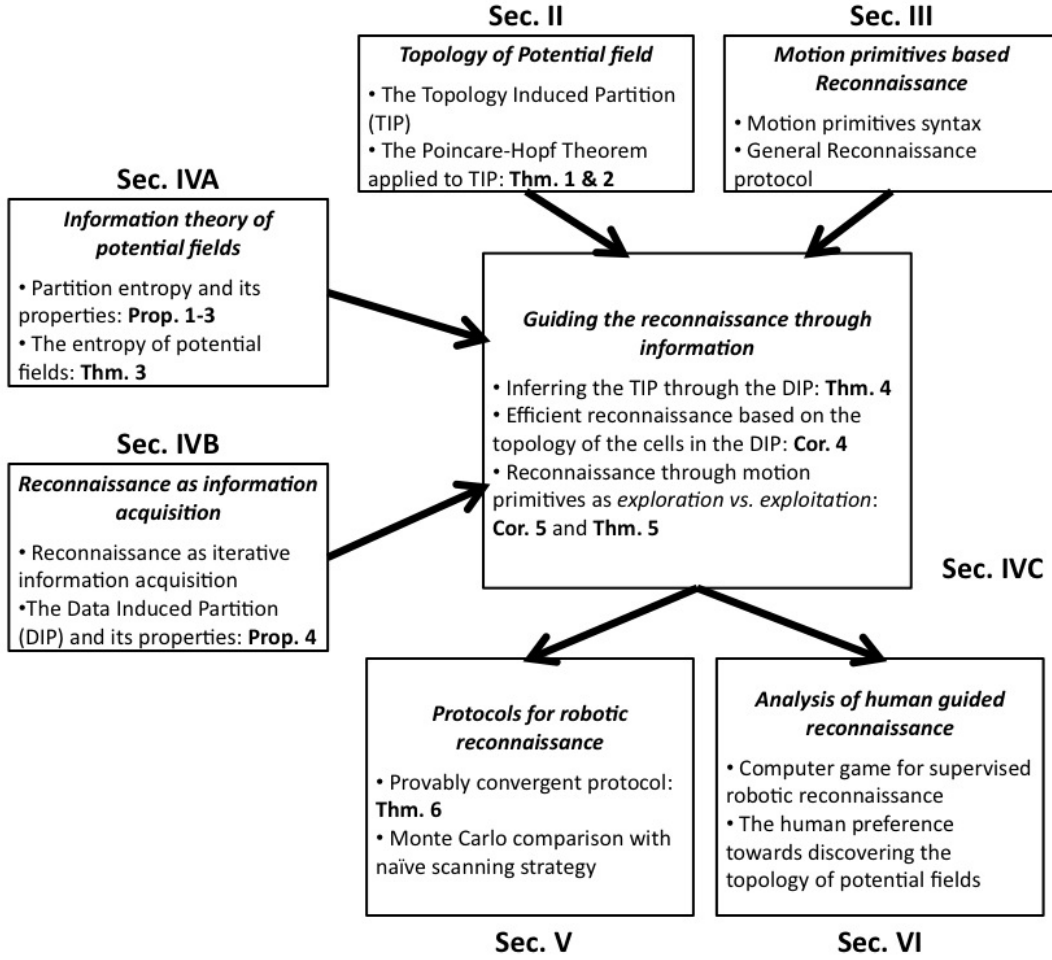 Sec. II
Topology of Potential field
• The Topology Induced Partition
(TIP)
• The Poincare-Hopf Theorem
applied to TIP: Thm. 1 & 2
Sec. III
Motion primitives based
Reconnaissance
• Motion primitives syntax
• General Reconnaissance
protocol
Sec. IVA
Information theory of
potential fields
• Partition entropy and its
properties: Prop. 1-3
• The entropy of potential
fields: Thm. 3
Sec. IVB
Reconnaissance as information
acquisition
• Reconnaissance as iterative
information acquisition
•The Data Induced Partition
(DIP) and its properties: Prop. 4
Guiding the reconnaissance through
information
• Inferring the TIP through the DIP: Thm. 4
• Efficient reconnaissance based on the
topology of the cells in the DIP: Cor. 4
• Reconnaissance through motion
primitives as exploration vs. exploitation:
Cor. 5 and Thm. 5
Sec. IVC
Protocols for robotic
reconnaissance
• Provably convergent protocol:
Thm. 6
• Monte Carlo comparison with
naïve scanning strategy
Sec. V
Analysis of human guided
reconnaissance
• Computer game for supervised
robotic reconnaissance
• The human preference
towards discovering the
topology of potential fields
Sec. VI